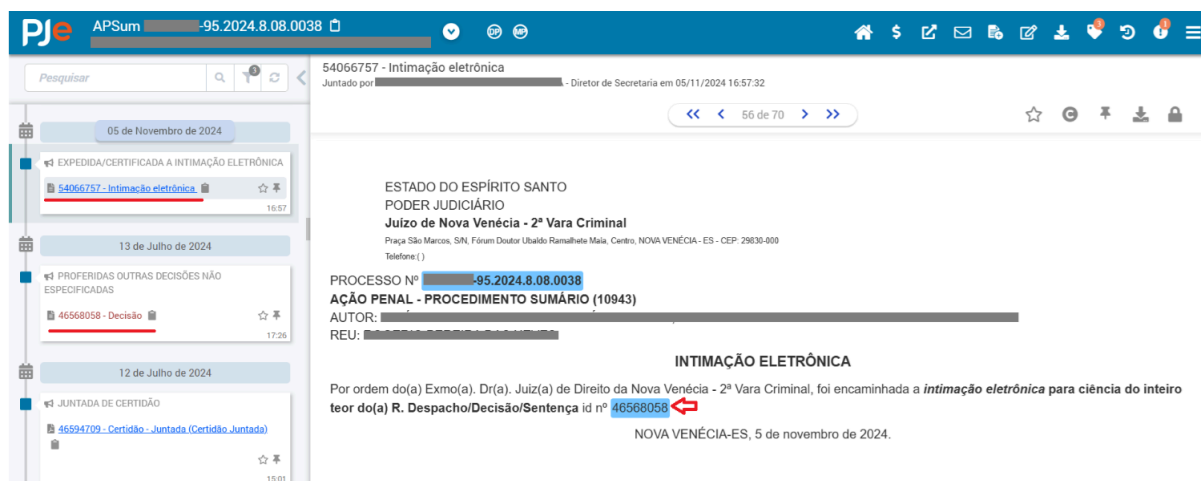 PJe
APSum -95.2024.8.08.0038
DP MP
$
3
1
Pesquisar
3
05 de Novembro de 2024
EXPEDIDA/CERTIFICADA A INTIMAÇÃO ELETRÔNICA
54066757 - Intimação eletrônica
16:57
13 de Julho de 2024
PROFERIDAS OUTRAS DECISÕES NÃO
ESPECIFICADAS
46568058 - Decisão
17:26
12 de Julho de 2024
JUNTADA DE CERTIDÃO
46594709 - Certidão - Juntada (Certidão Juntada)
15:01
54066757 - Intimação eletrônica
Juntado por - Diretor de Secretaria em 05/11/2024 16:57:32
56 de 70
ESTADO DO ESPÍRITO SANTO
PODER JUDICIÁRIO
Juízo de Nova Venécia - 2ª Vara Criminal
Praça São Marcos, S/N, Fórum Doutor Ubaldo Ramalhete Maia, Centro, NOVA VENÉCIA - ES - CEP: 29830-000
Telefone:( )
PROCESSO Nº -95.2024.8.08.0038
AÇÃO PENAL - PROCEDIMENTO SUMÁRIO (10943)
AUTOR:
REU:
INTIMAÇÃO ELETRÔNICA
Por ordem do(a) Exmo(a). Dr(a). Juiz(a) de Direito da Nova Venécia - 2ª Vara Criminal, foi encaminhada a intimação eletrônica para ciência do inteiro
teor do(a) R. Despacho/Decisão/Sentença id nº 46568058
NOVA VENÉCIA-ES, 5 de novembro de 2024.